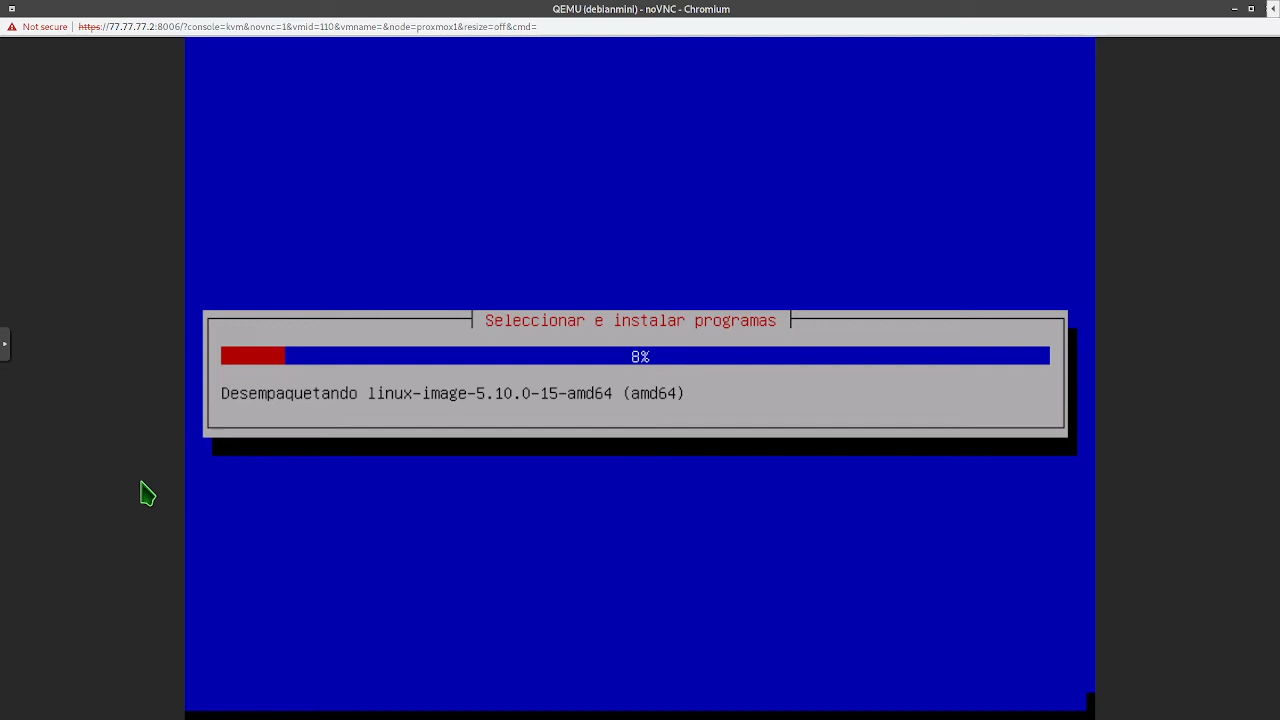 QEMU (debianmini) - noVNC - Chromium
Not secure | https://77.77.77.2:8006/?console=kvm&novnc=1&vmid=110&vmname=&node=proxmox1&resize=off&cmd=
Seleccionar e instalar programas
8%
Desempaquetando linux-image-5.10.0-15-amd64 (amd64)